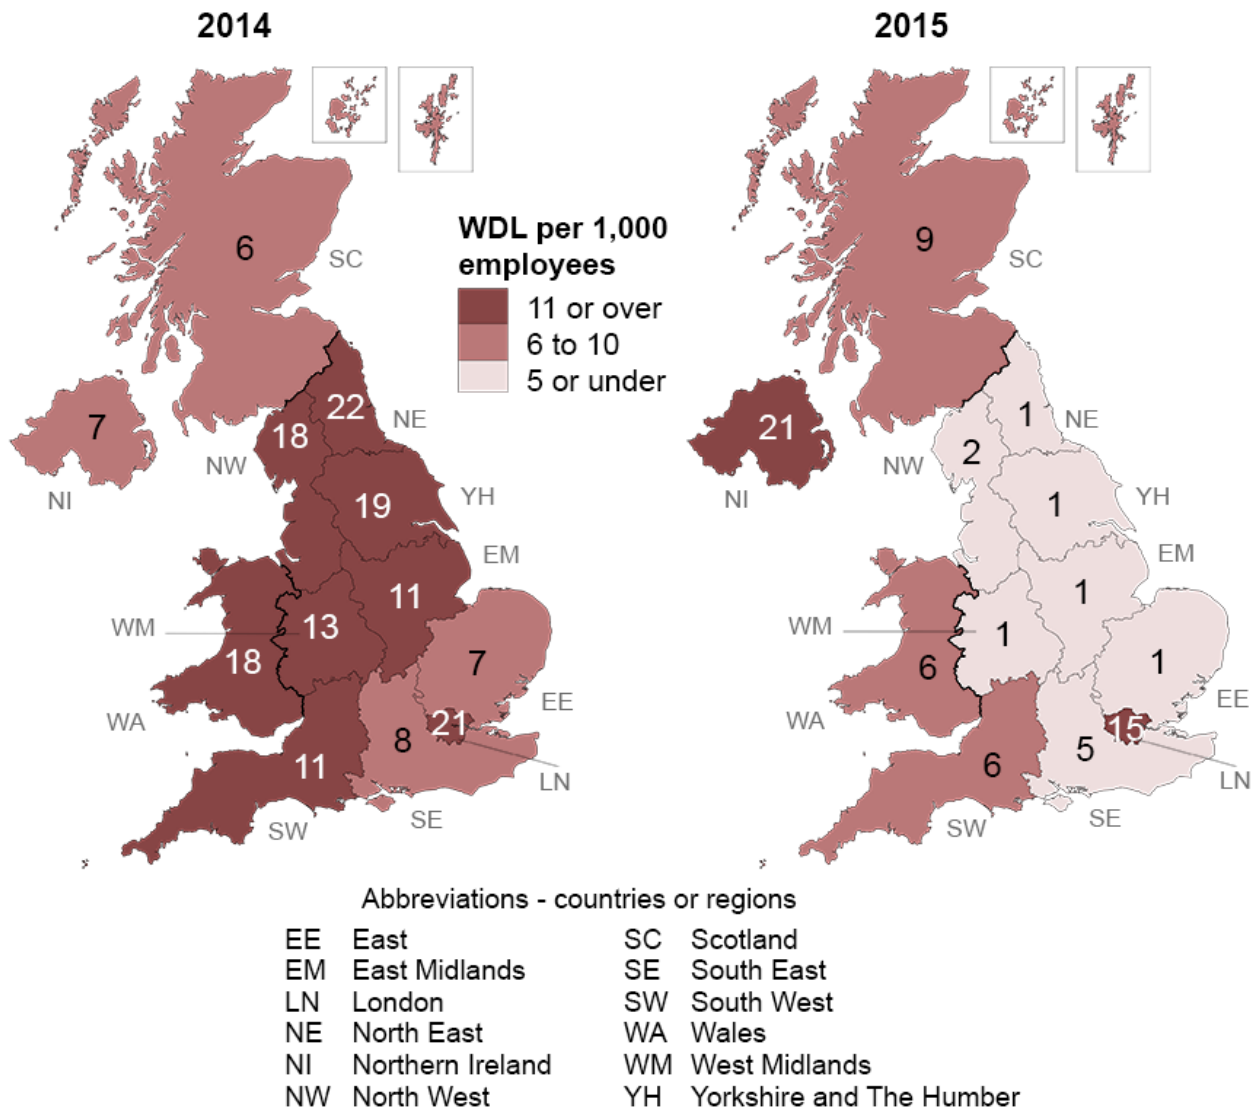 2014
2015
WDL per 1,000
employees
11 or over
6 to 10
5 or under
6
SC
7
NI
22
NE
18
NW
19
YH
EM
11
WM
13
18
WA
7
EE
21
8
LN
11
SW
SE
9
SC
21
NI
1
NE
2
NW
1
YH
EM
1
WM
1
6
WA
1
EE
15
5
LN
6
SW
SE
Abbreviations - countries or regions
EE East SC Scotland
EM East Midlands SE South East
LN London SW South West
NE North East WA Wales
NI Northern Ireland WM West Midlands
NW North West YH Yorkshire and The Humber